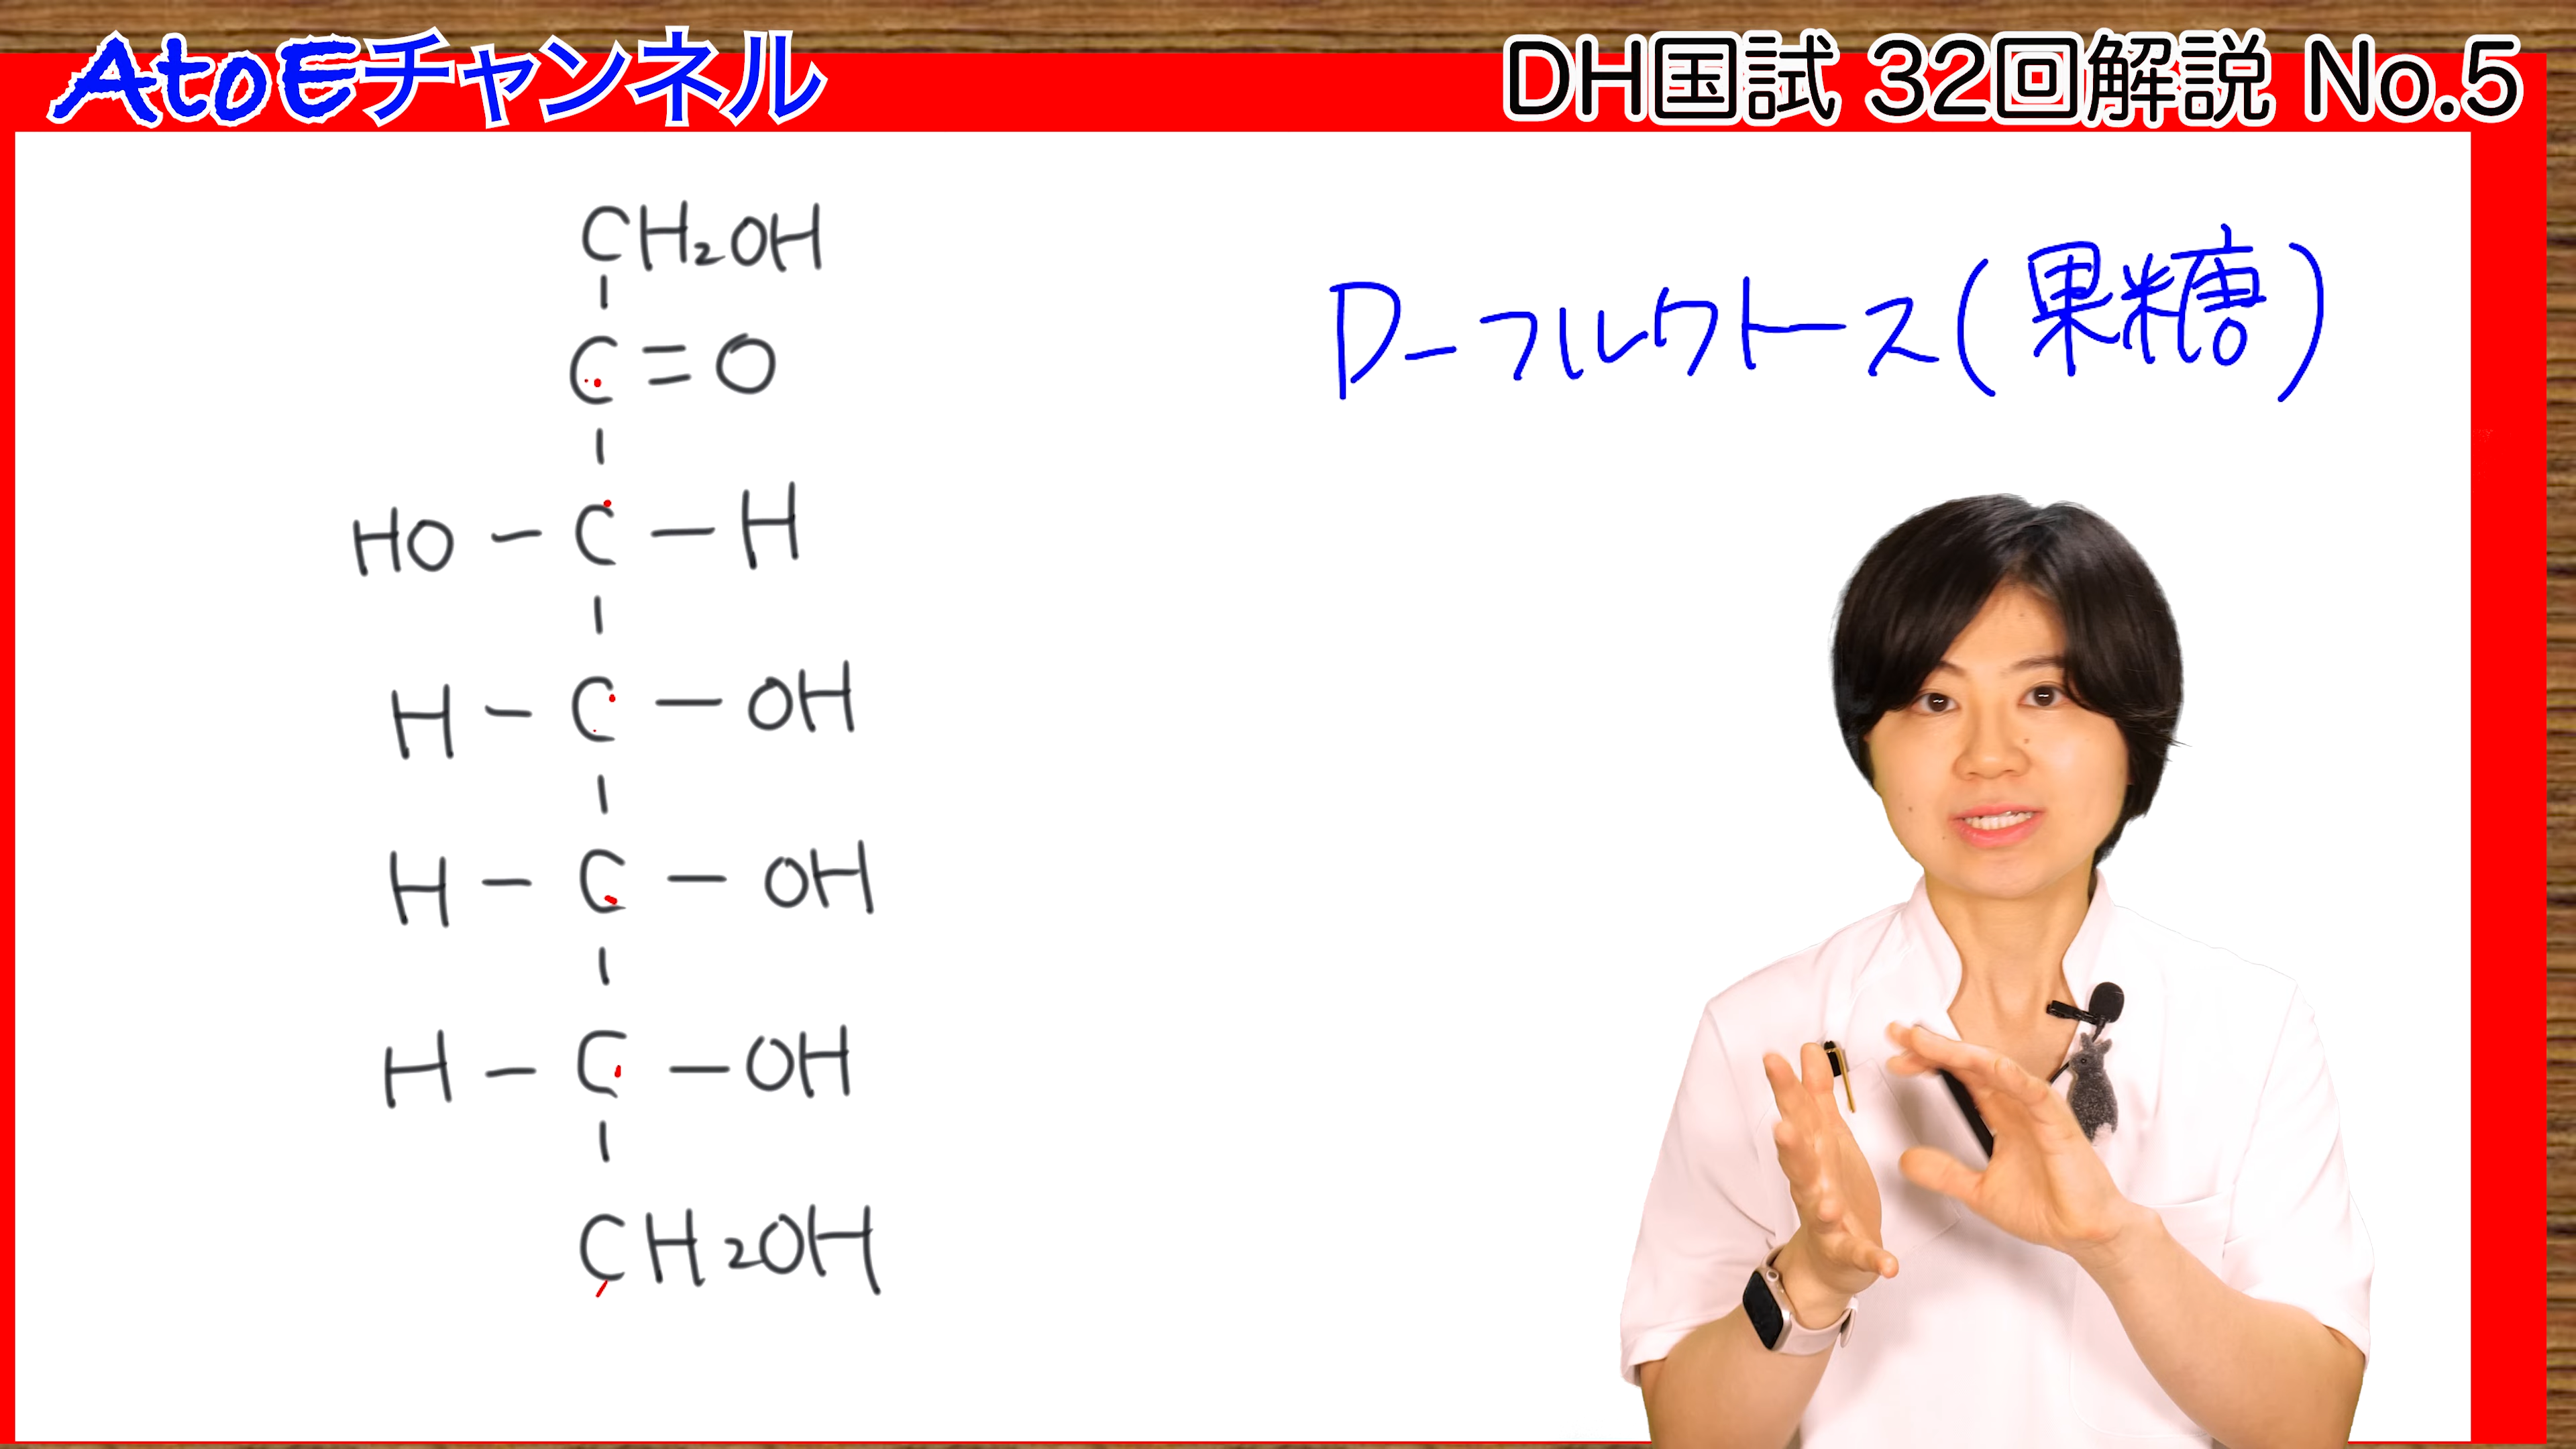 AtoEチャンネル
DH国試 32回解説 No.5
D-フルクトース(果糖)
CH₂OH
C=O
HO-C-H
H-C-OH
H-C-OH
H-C-OH
CH₂OH